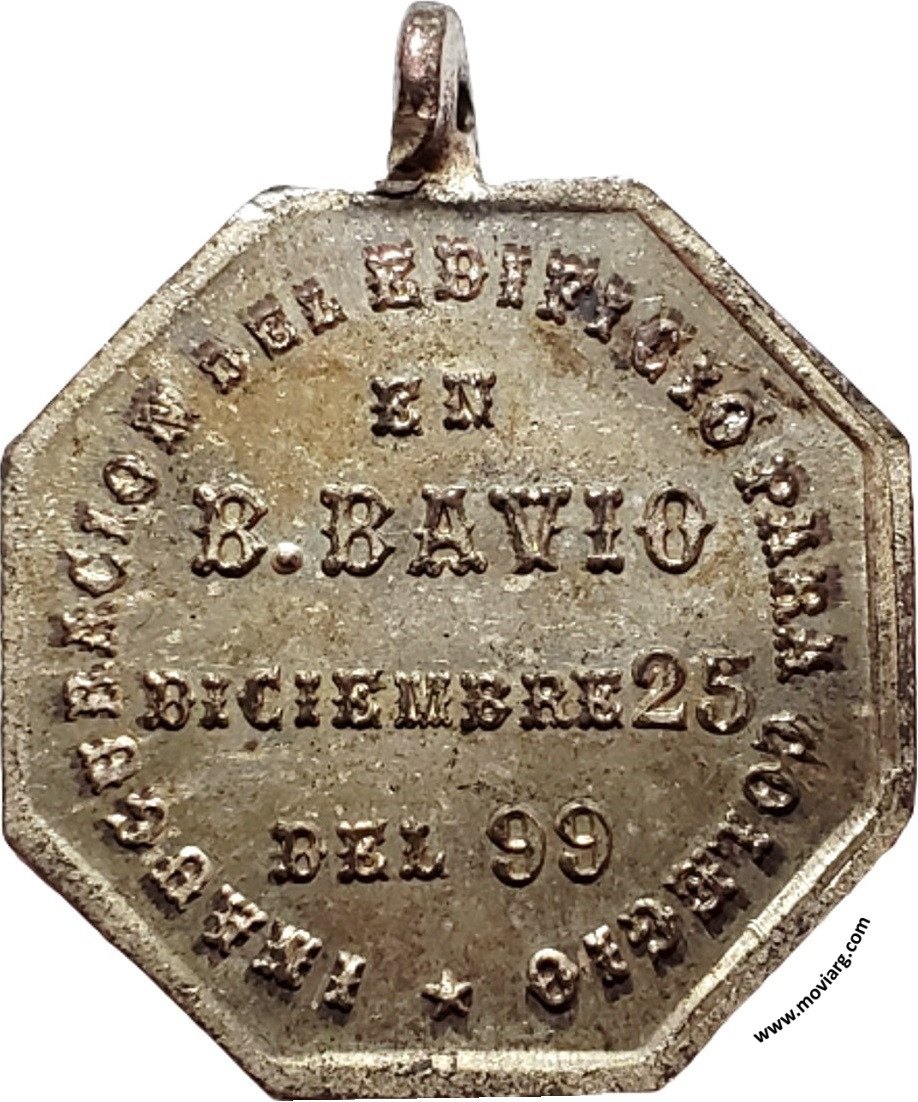 INAUGURACION DEL EDIFICIO PARA COLEGIO
EN
B. BAVIO
DICIEMBRE 25
DEL 99
www.moviarg.com